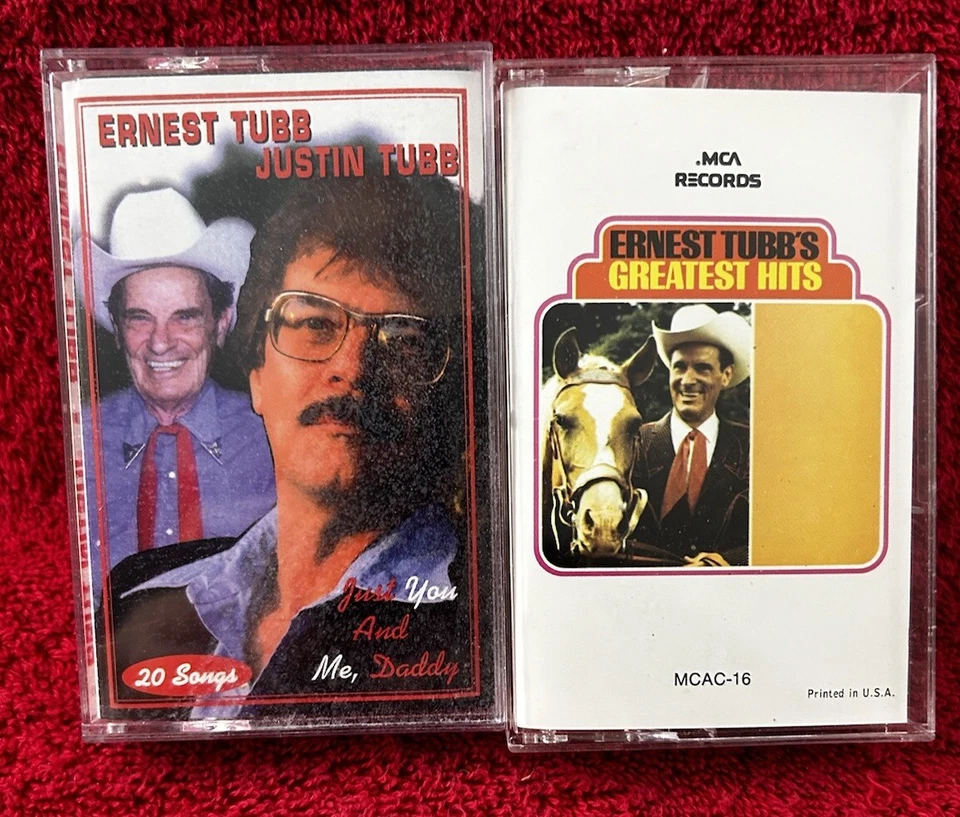 ERNEST TUBB
JUSTIN TUBB
Just You
And
Me, Daddy
20 Songs
.MCA
RECORDS
ERNEST TUBB'S
GREATEST HITS
MCAC-16
Printed in U.S.A.